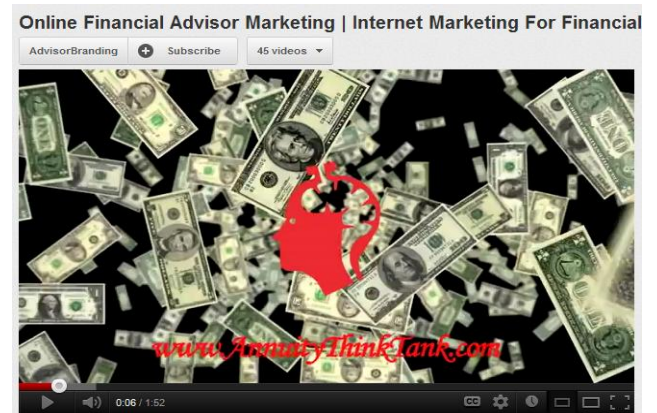 Online Financial Advisor Marketing | Internet Marketing For Financial
AdvisorBranding
Subscribe
45 videos
www.AnnuityThinkTank.com
0:06 / 1:52
CC